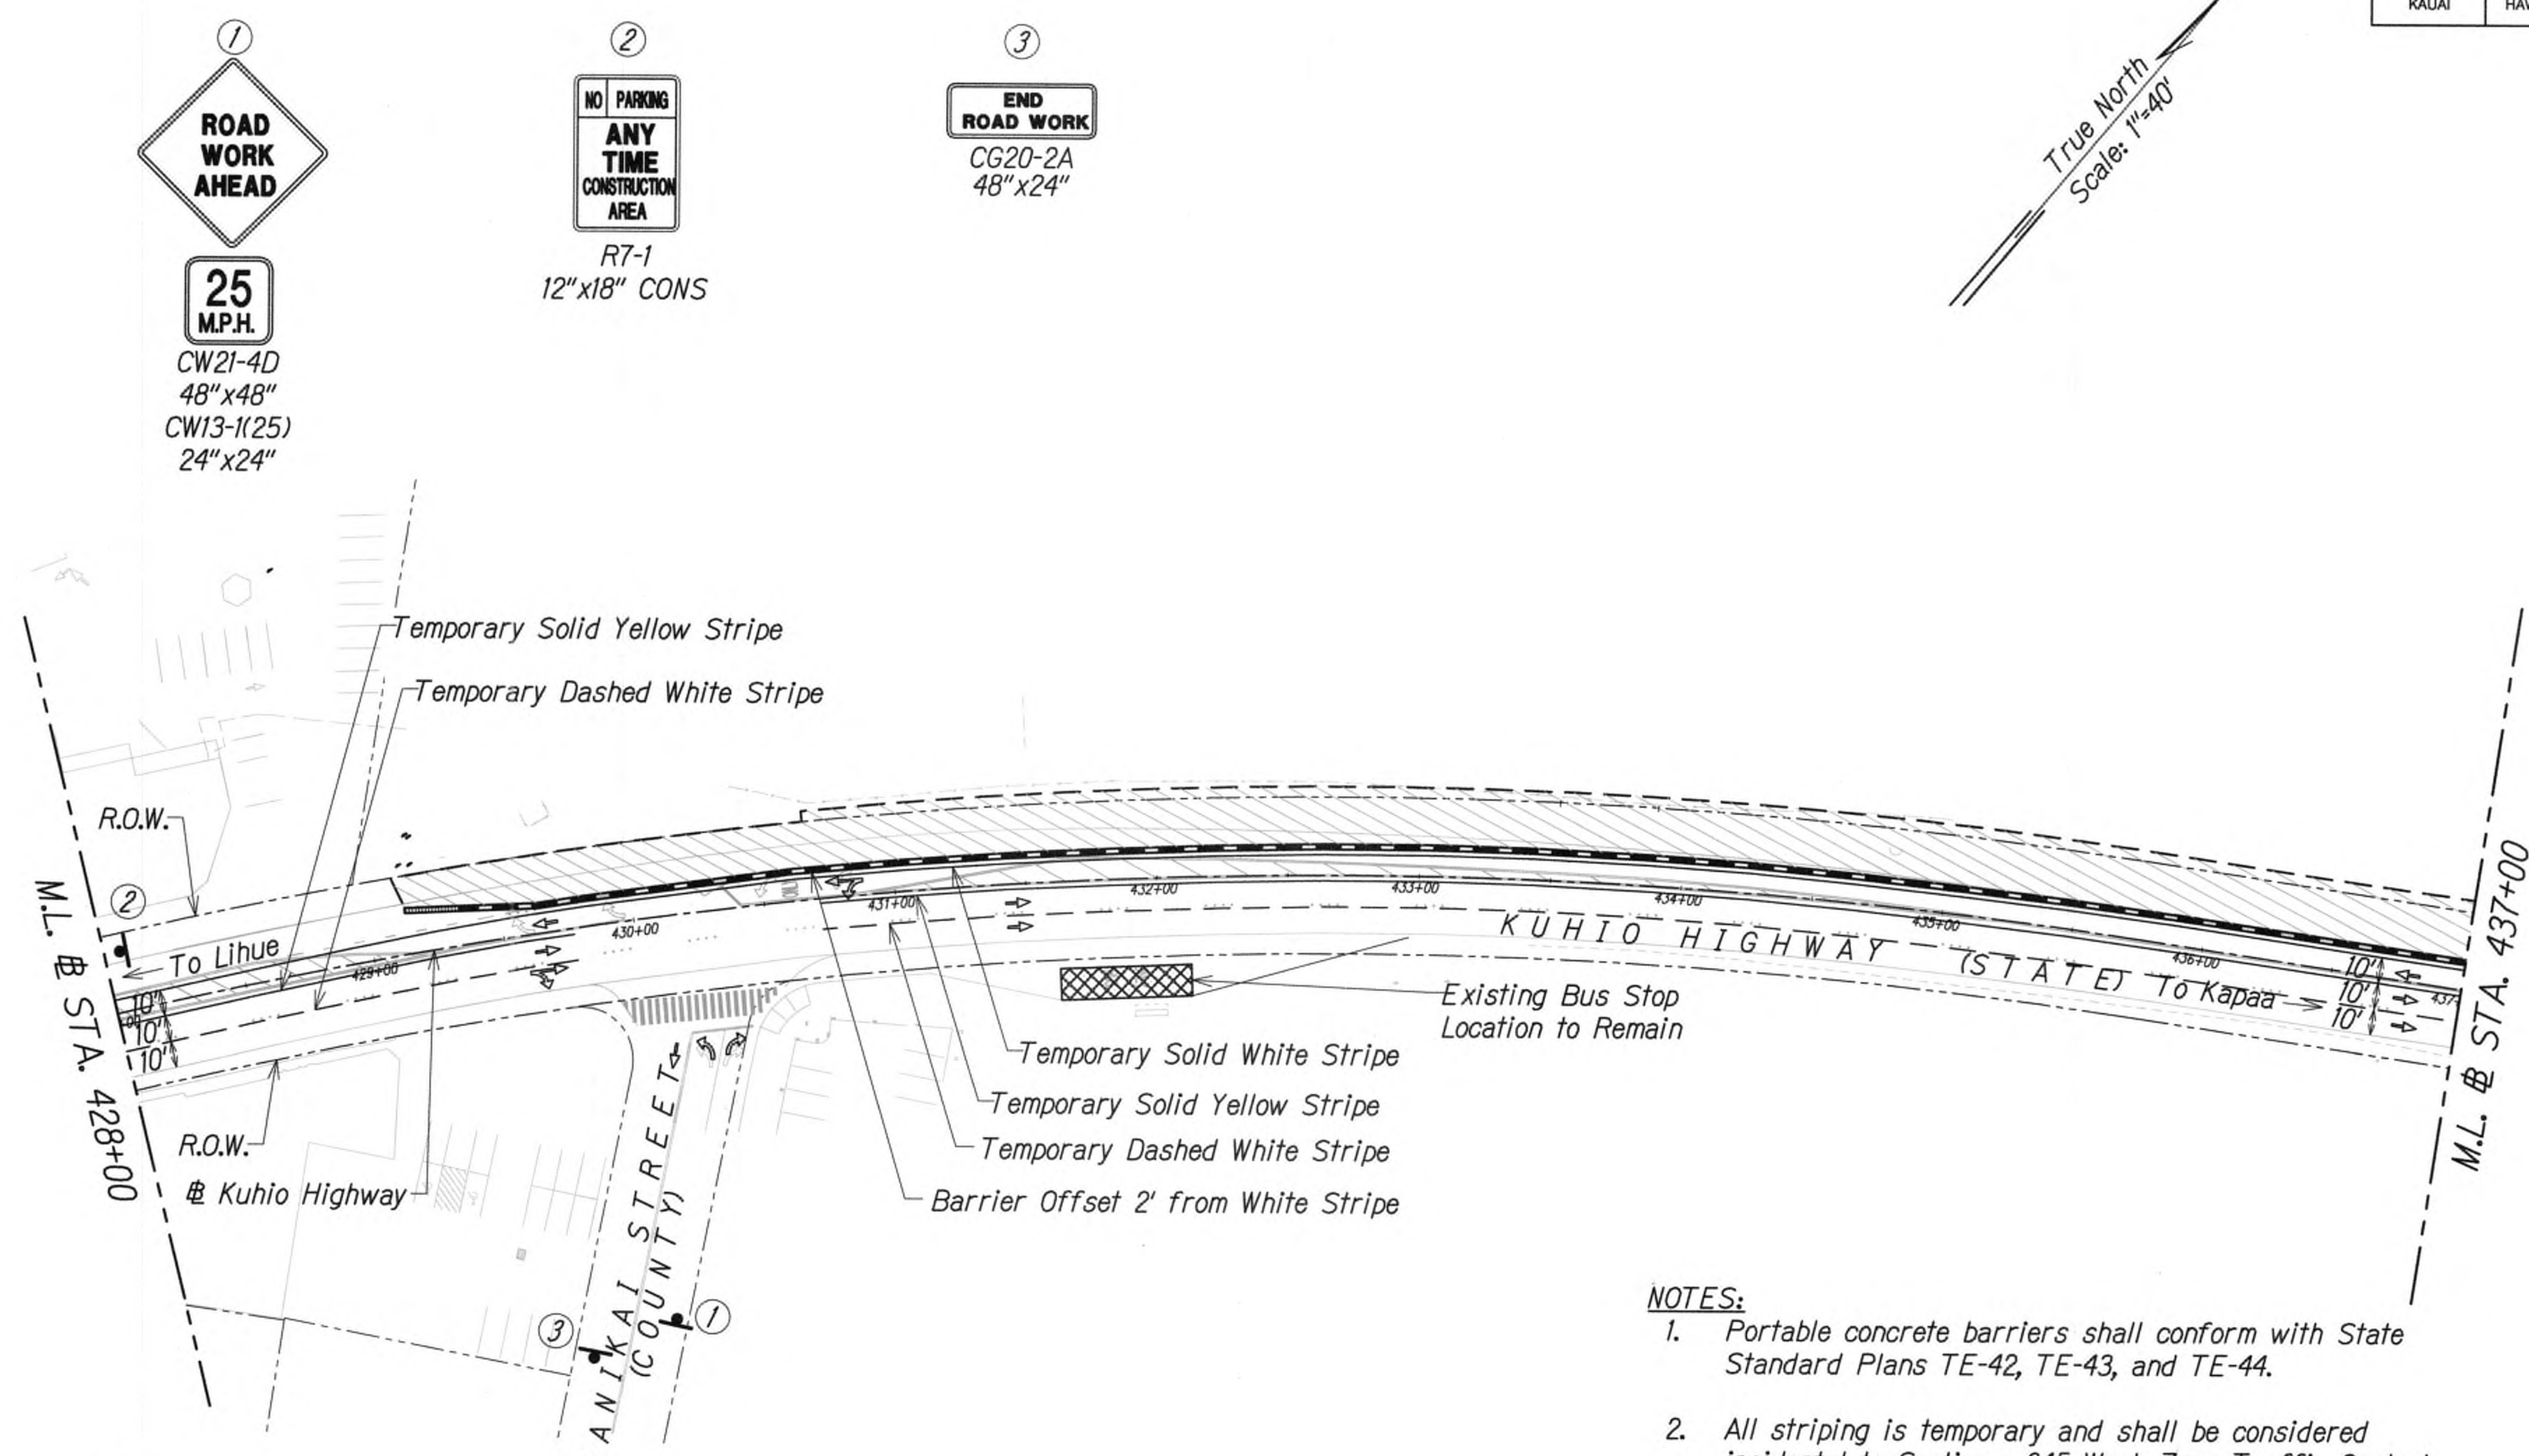 KAUAI
1
ROAD
WORK
AHEAD
25
M.P.H.
CW21-4D
48"x48"
CW13-1(25)
24"x24"
2
NO PARKING
ANY
TIME
CONSTRUCTION
AREA
R7-1
12"x18" CONS
3
END
ROAD WORK
CG20-2A
48"x24"
True North
Scale: 1"=40'
Temporary Solid Yellow Stripe
Temporary Dashed White Stripe
R.O.W.
2
To Lihue
M.L. ⅊ STA. 428+00
10'
10'
10'
429+00
430+00
431+00
432+00
433+00
434+00
435+00
436+00
KUHIO HIGHWAY (STATE)
To Kapaa
10'
10'
10'
M.L. ⅊ STA. 437+00
Existing Bus Stop
Location to Remain
Temporary Solid White Stripe
Temporary Solid Yellow Stripe
Temporary Dashed White Stripe
Barrier Offset 2' from White Stripe
R.O.W.
⅊ Kuhio Highway
ANIKAI STREET
(COUNTY)
3
1
NOTES:
1. Portable concrete barriers shall conform with State
Standard Plans TE-42, TE-43, and TE-44.
2. All striping is temporary and shall be considered